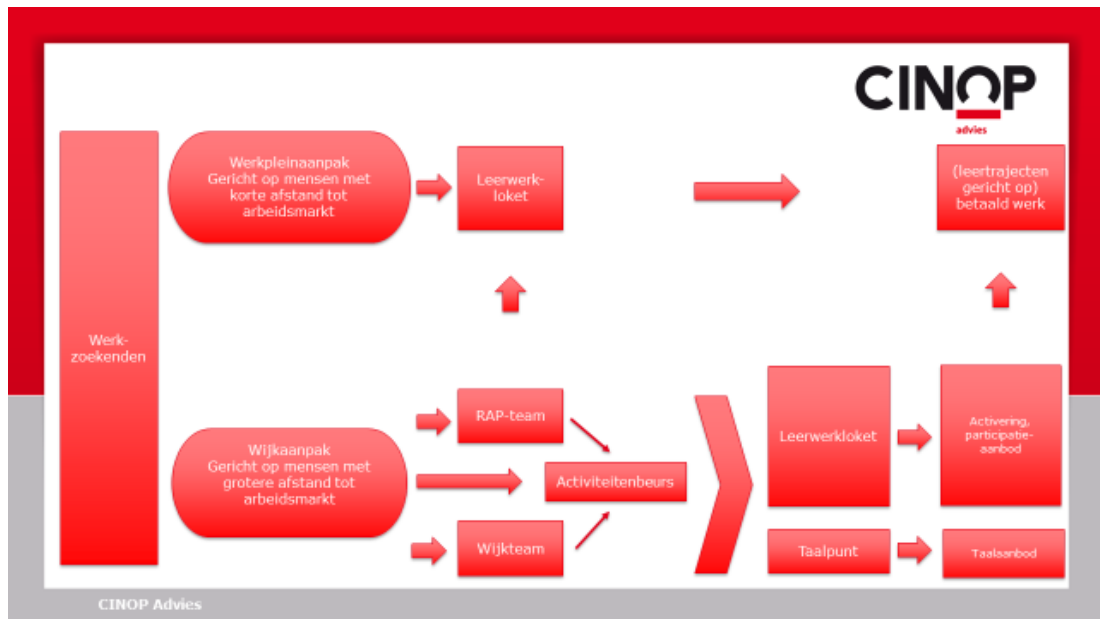 CINOP
advies
Werkpleinaanpak
Gericht op mensen met
korte afstand tot
arbeidsmarkt
Leerwerk-
loket
(leertrajecten
gericht op)
betaald werk
Werk-
zoekenden
RAP-team
Wijkaanpak
Gericht op mensen met
grotere afstand tot
arbeidsmarkt
Activiteitenbeurs
Wijkteam
Leerwerkloket
Activering,
participatie-
aanbod
Taalpunt
Taalaanbod
CINOP Advies